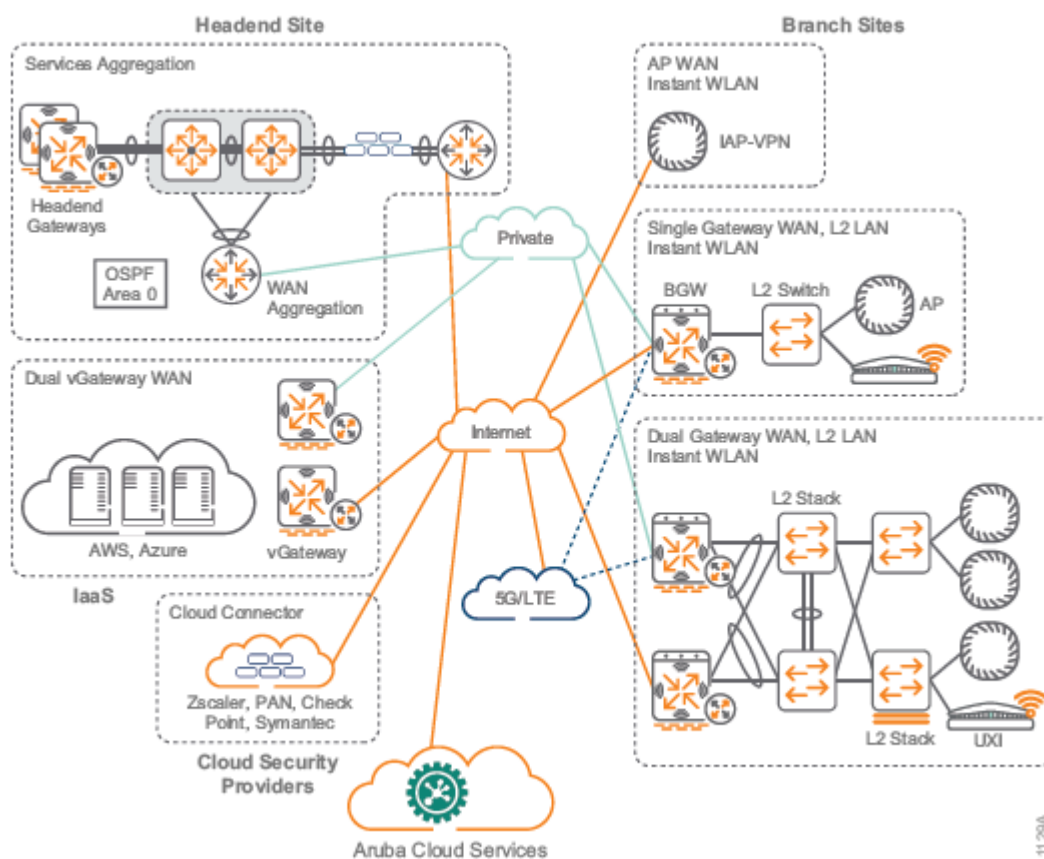 Headend Site
Branch Sites
Services Aggregation
Headend
Gateways
OSPF
Area 0
WAN
Aggregation
Private
AP WAN
Instant WLAN
IAP-VPN
Single Gateway WAN, L2 LAN
Instant WLAN
BGW
L2 Switch
AP
Dual vGateway WAN
AWS, Azure
vGateway
IaaS
Internet
5G/LTE
Dual Gateway WAN, L2 LAN
Instant WLAN
L2 Stack
L2 Stack
UXI
Cloud Connector
Zscaler, PAN, Check
Point, Symantec
Cloud Security
Providers
Aruba Cloud Services
1129A